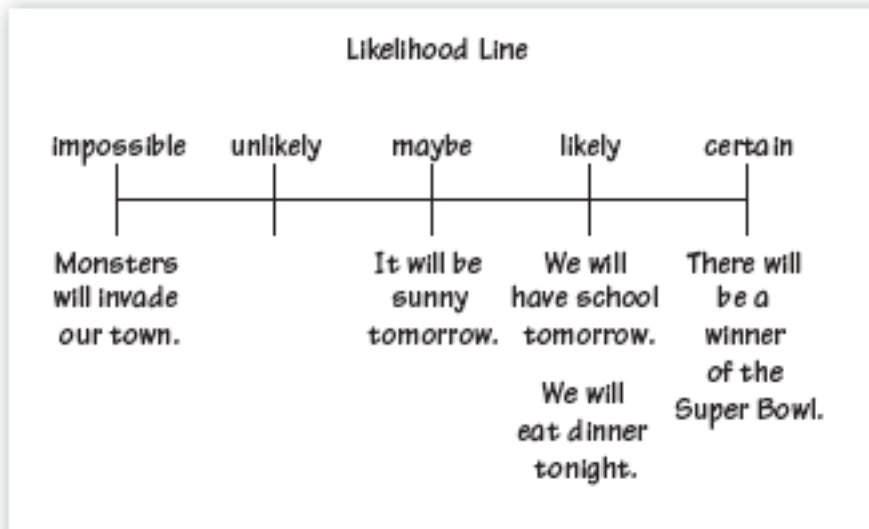 Likelihood Line
impossible unlikely maybe likely certain
Monsters
will invade
our town.
It will be
sunny
tomorrow.
We will
have school
tomorrow.
We will
eat dinner
tonight.
There will
be a
winner
of the
Super Bowl.